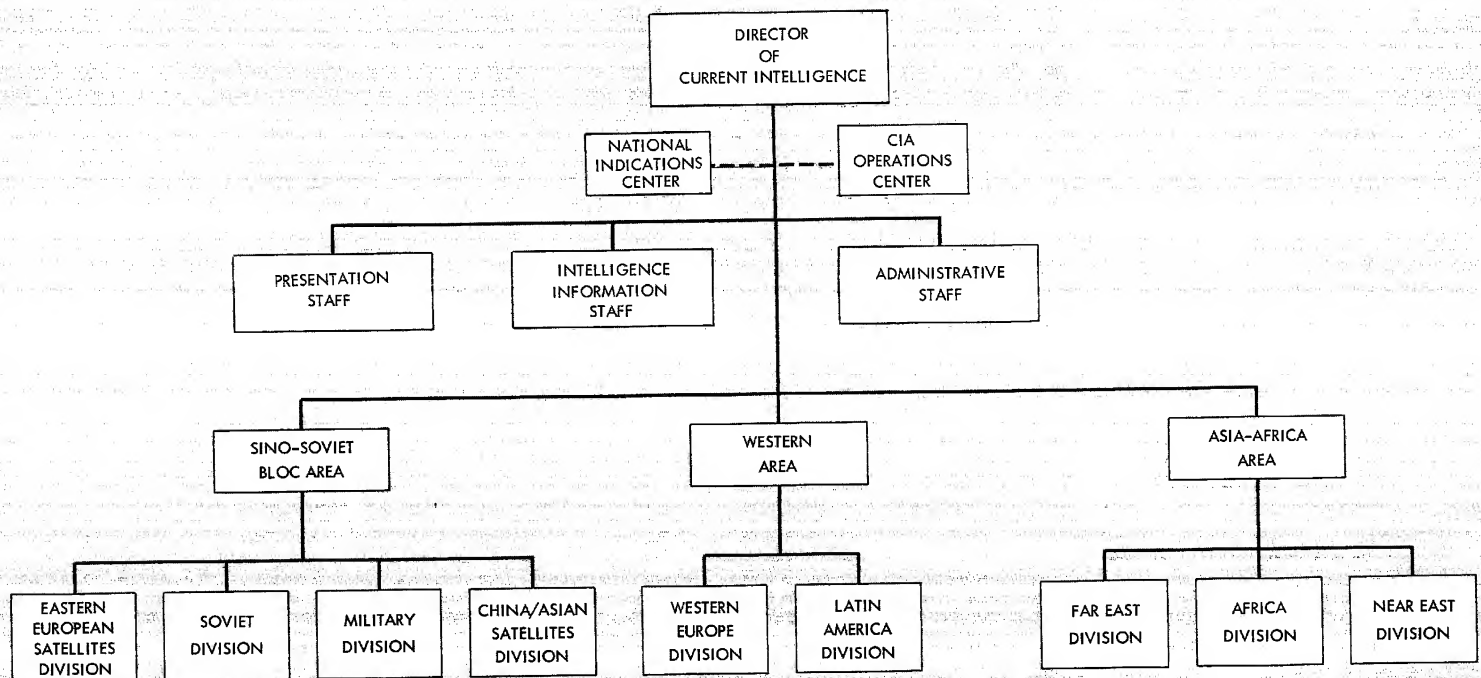 DIRECTOR
OF
CURRENT INTELLIGENCE
NATIONAL
INDICATIONS
CENTER
CIA
OPERATIONS
CENTER
PRESENTATION
STAFF
INTELLIGENCE
INFORMATION
STAFF
ADMINISTRATIVE
STAFF
SINO-SOVIET
BLOC AREA
WESTERN
AREA
ASIA-AFRICA
AREA
EASTERN
EUROPEAN
SATELLITES
DIVISION
SOVIET
DIVISION
MILITARY
DIVISION
CHINA/ASIAN
SATELLITES
DIVISION
WESTERN
EUROPE
DIVISION
LATIN
AMERICA
DIVISION
FAR EAST
DIVISION
AFRICA
DIVISION
NEAR EAST
DIVISION